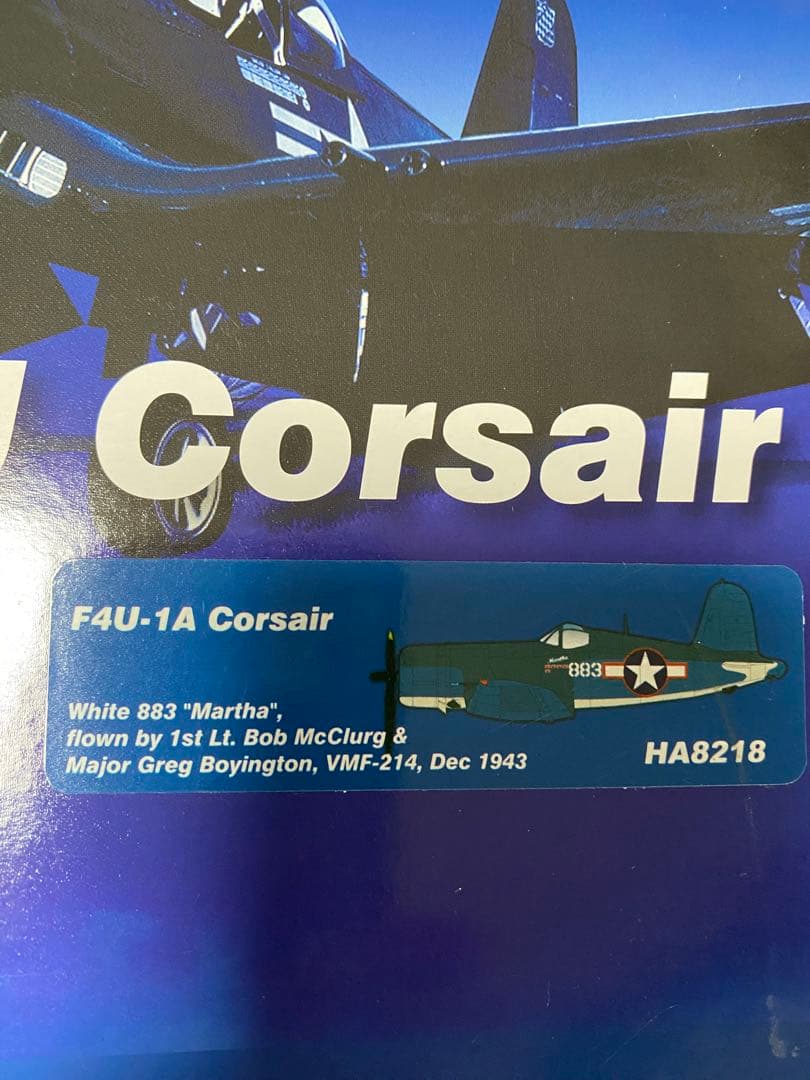 Corsair
F4U-1A Corsair
883
White 883 "Martha",
flown by 1st Lt. Bob McClurg &
Major Greg Boyington, VMF-214, Dec 1943
HA8218